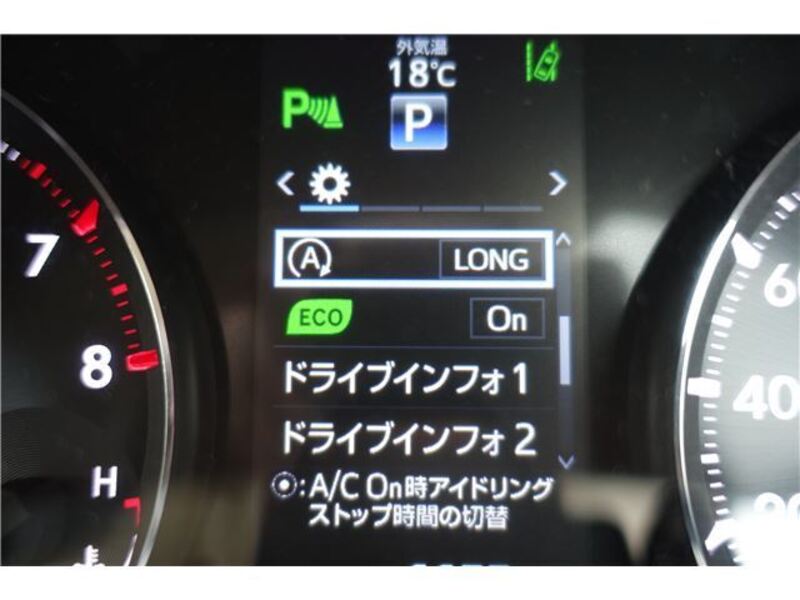 外気温
18℃
P
P
A
LONG
ECO
On
ドライブインフォ1
ドライブインフォ2
:A/C On時アイドリング
ストップ時間の切替
7
8
H
60
40